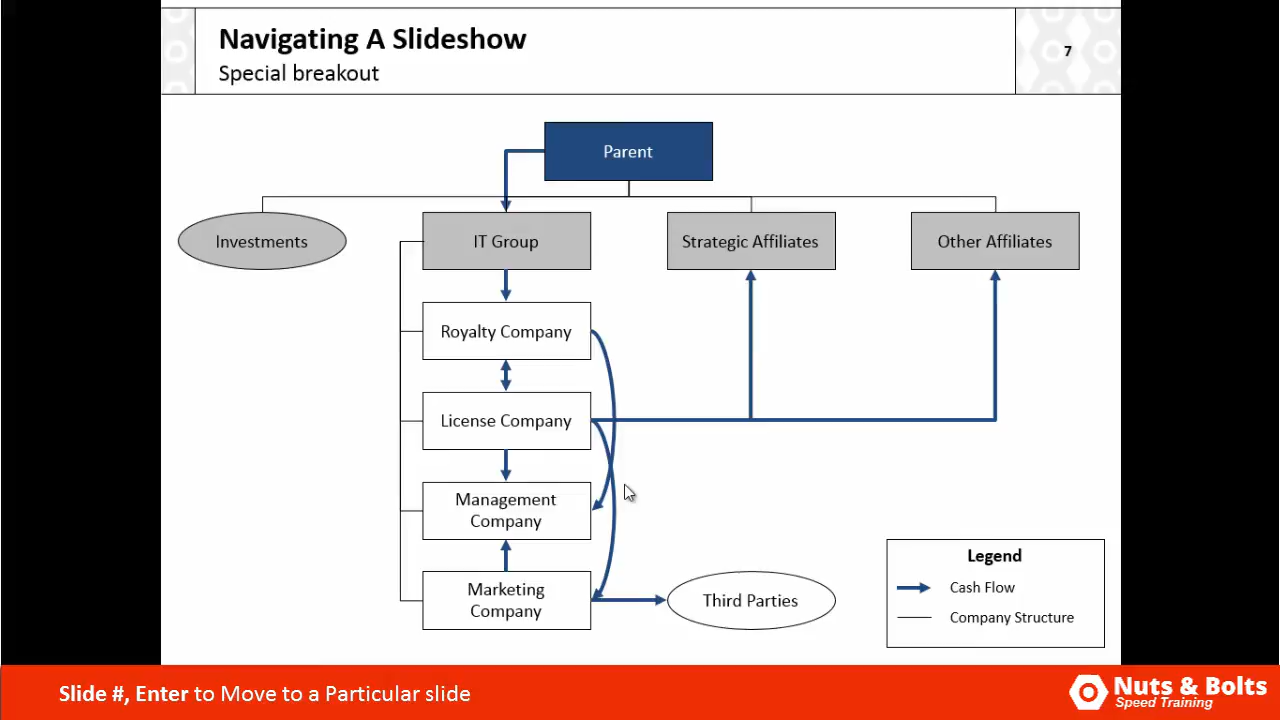 Navigating A Slideshow
Special breakout
7
Parent
Investments
IT Group
Strategic Affiliates
Other Affiliates
Royalty Company
License Company
Management
Company
Marketing
Company
Third Parties
Legend
Cash Flow
Company Structure
Slide #, Enter to Move to a Particular slide
Nuts & Bolts
Speed Training